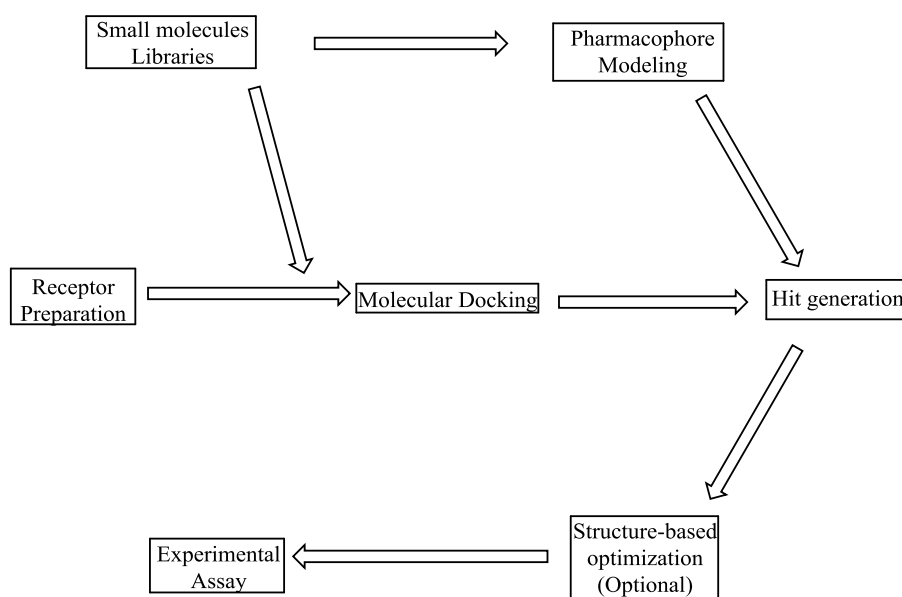 Small molecules
Libraries
Pharmacophore
Modeling
Receptor
Preparation
Molecular Docking
Hit generation
Structure-based
optimization
(Optional)
Experimental
Assay